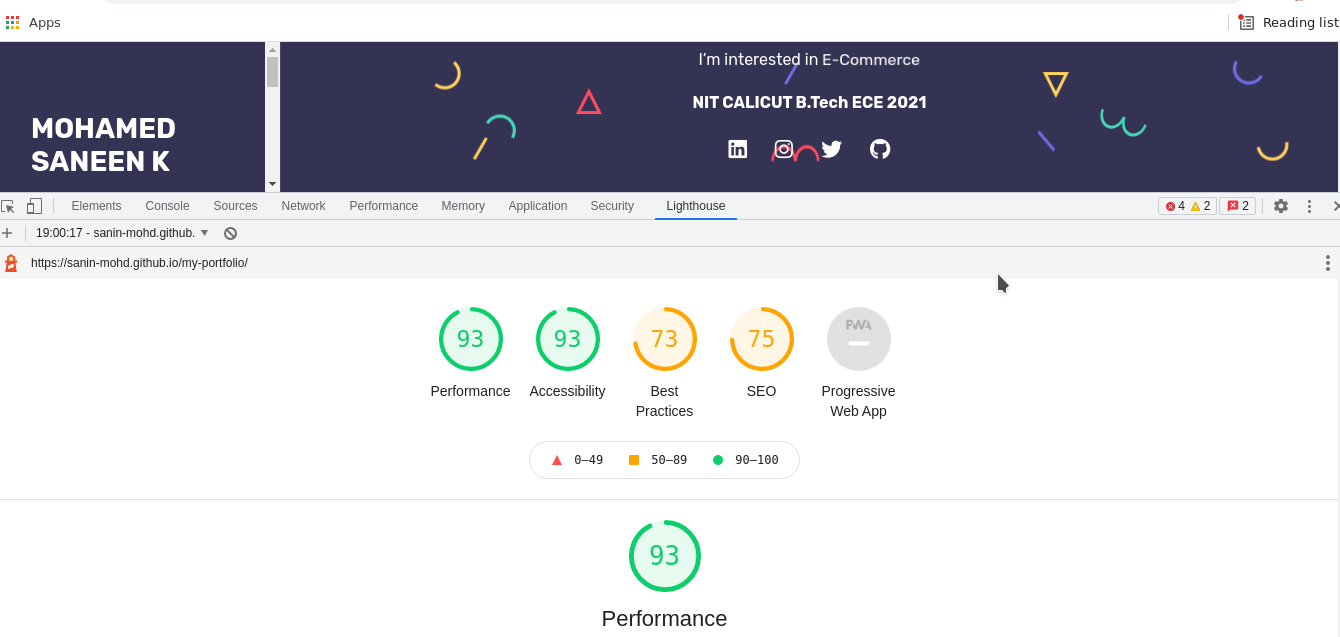 Apps
Reading list
I'm interested in E-Commerce
NIT CALICUT B.Tech ECE 2021
MOHAMED
SANEEN K
Elements Console Sources Network Performance Memory Application Security Lighthouse 4 2 2
19:00:17 - sanin-mohd.github.
https://sanin-mohd.github.io/my-portfolio/
93 93 73 75 PWA
Performance Accessibility Best Practices SEO Progressive Web App
0–49 50–89 90–100
93
Performance